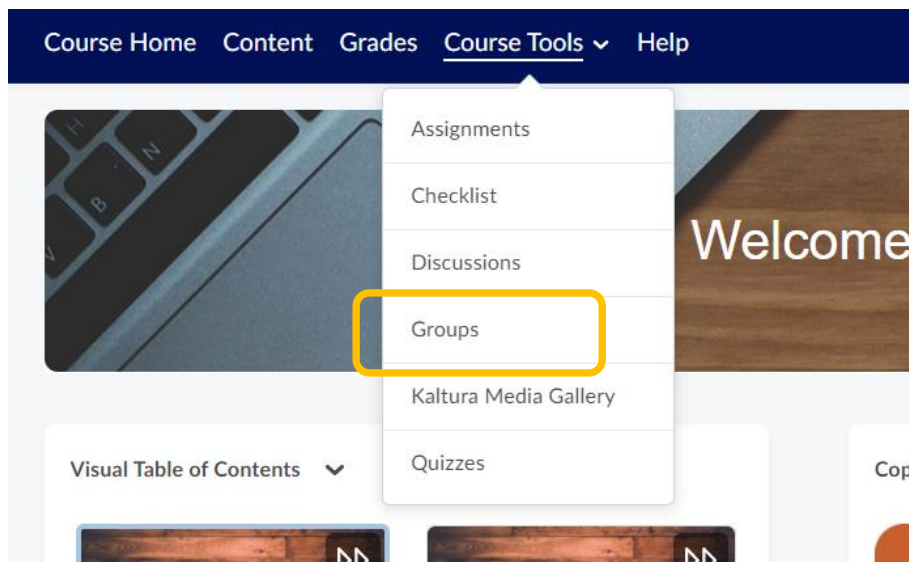 Course Home Content Grades Course Tools Help
Assignments
Checklist
Discussions
Groups
Kaltura Media Gallery
Quizzes
Welcome
Visual Table of Contents
Cop
H
N
B
V